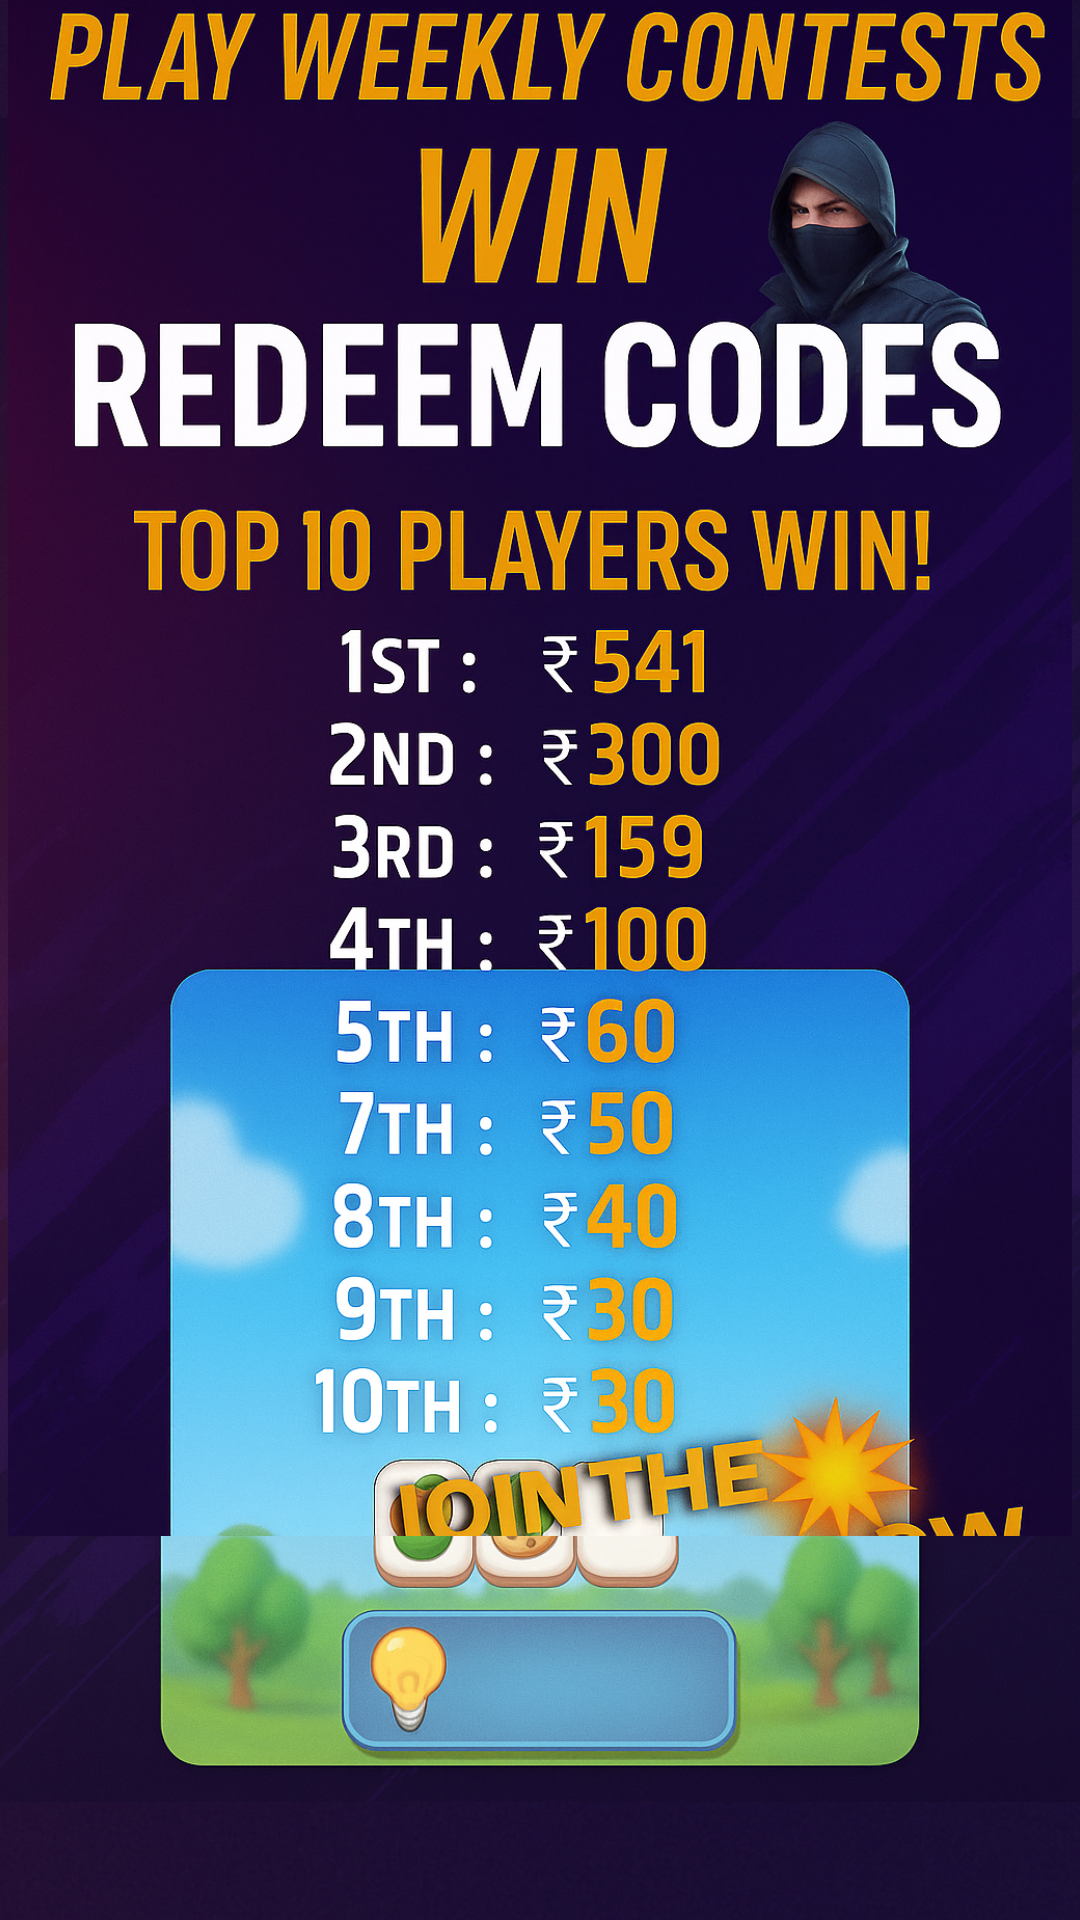 PLAY WEEKLY CONTESTS
WIN
REDEEM CODES
TOP 10 PLAYERS WIN!
1ST : ₹541
2ND : ₹300
3RD : ₹159
4TH : ₹100
5TH : ₹60
7TH : ₹50
8TH : ₹40
9TH : ₹30
10TH : ₹30
JOIN THE